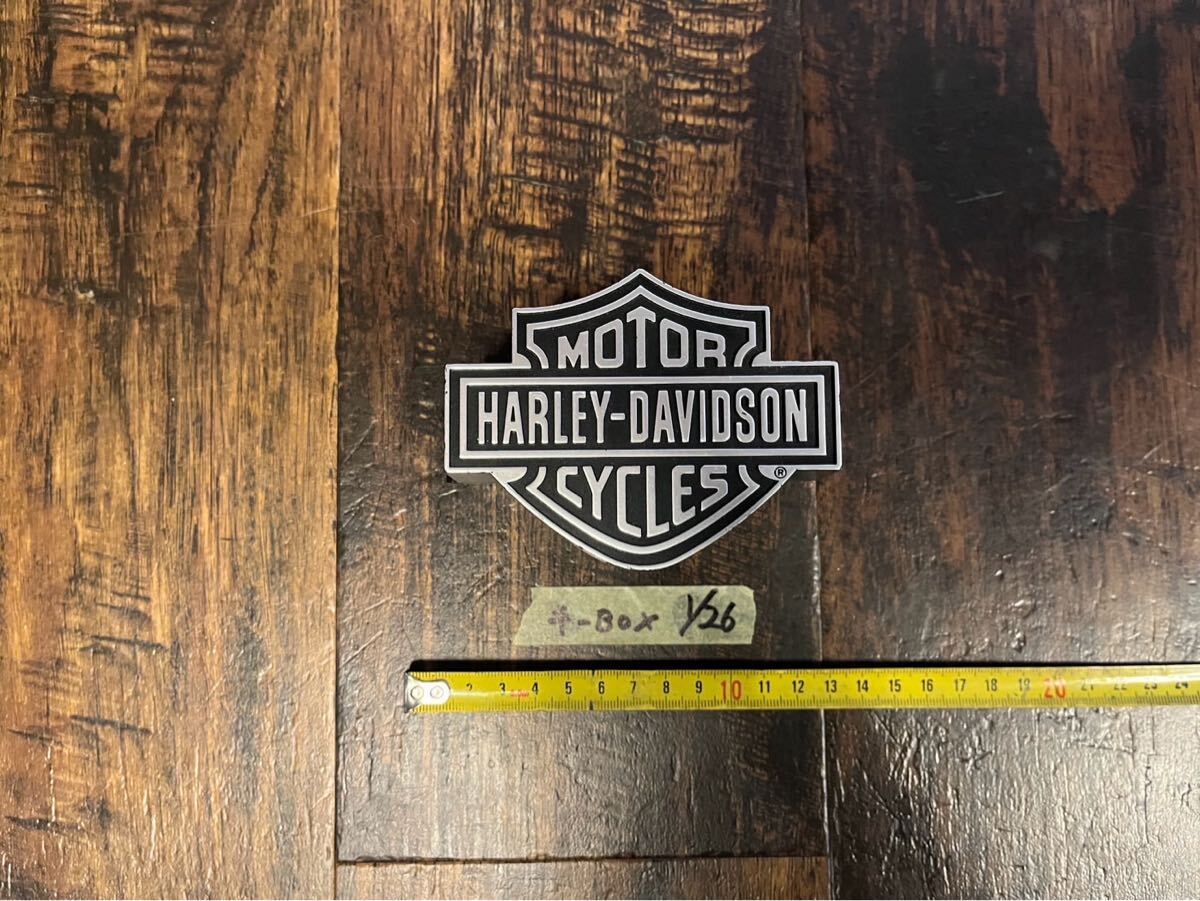 MOTOR
HARLEY-DAVIDSON
CYCLES ®
キ-BOX 1/26
2 3 4 5 6 7 8 9 10 11 12 13 14 15 16 17 18 19 20 21 22 23 24